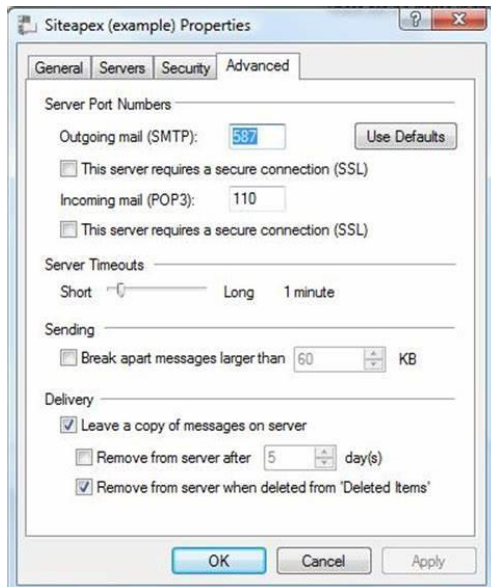 Siteapex (example) Properties
General Servers Security Advanced
Server Port Numbers
Outgoing mail (SMTP): 587 Use Defaults
This server requires a secure connection (SSL)
Incoming mail (POP3): 110
This server requires a secure connection (SSL)
Server Timeouts
Short Long 1 minute
Sending
Break apart messages larger than 60 KB
Delivery
Leave a copy of messages on server
Remove from server after 5 day(s)
Remove from server when deleted from 'Deleted Items'
OK Cancel Apply